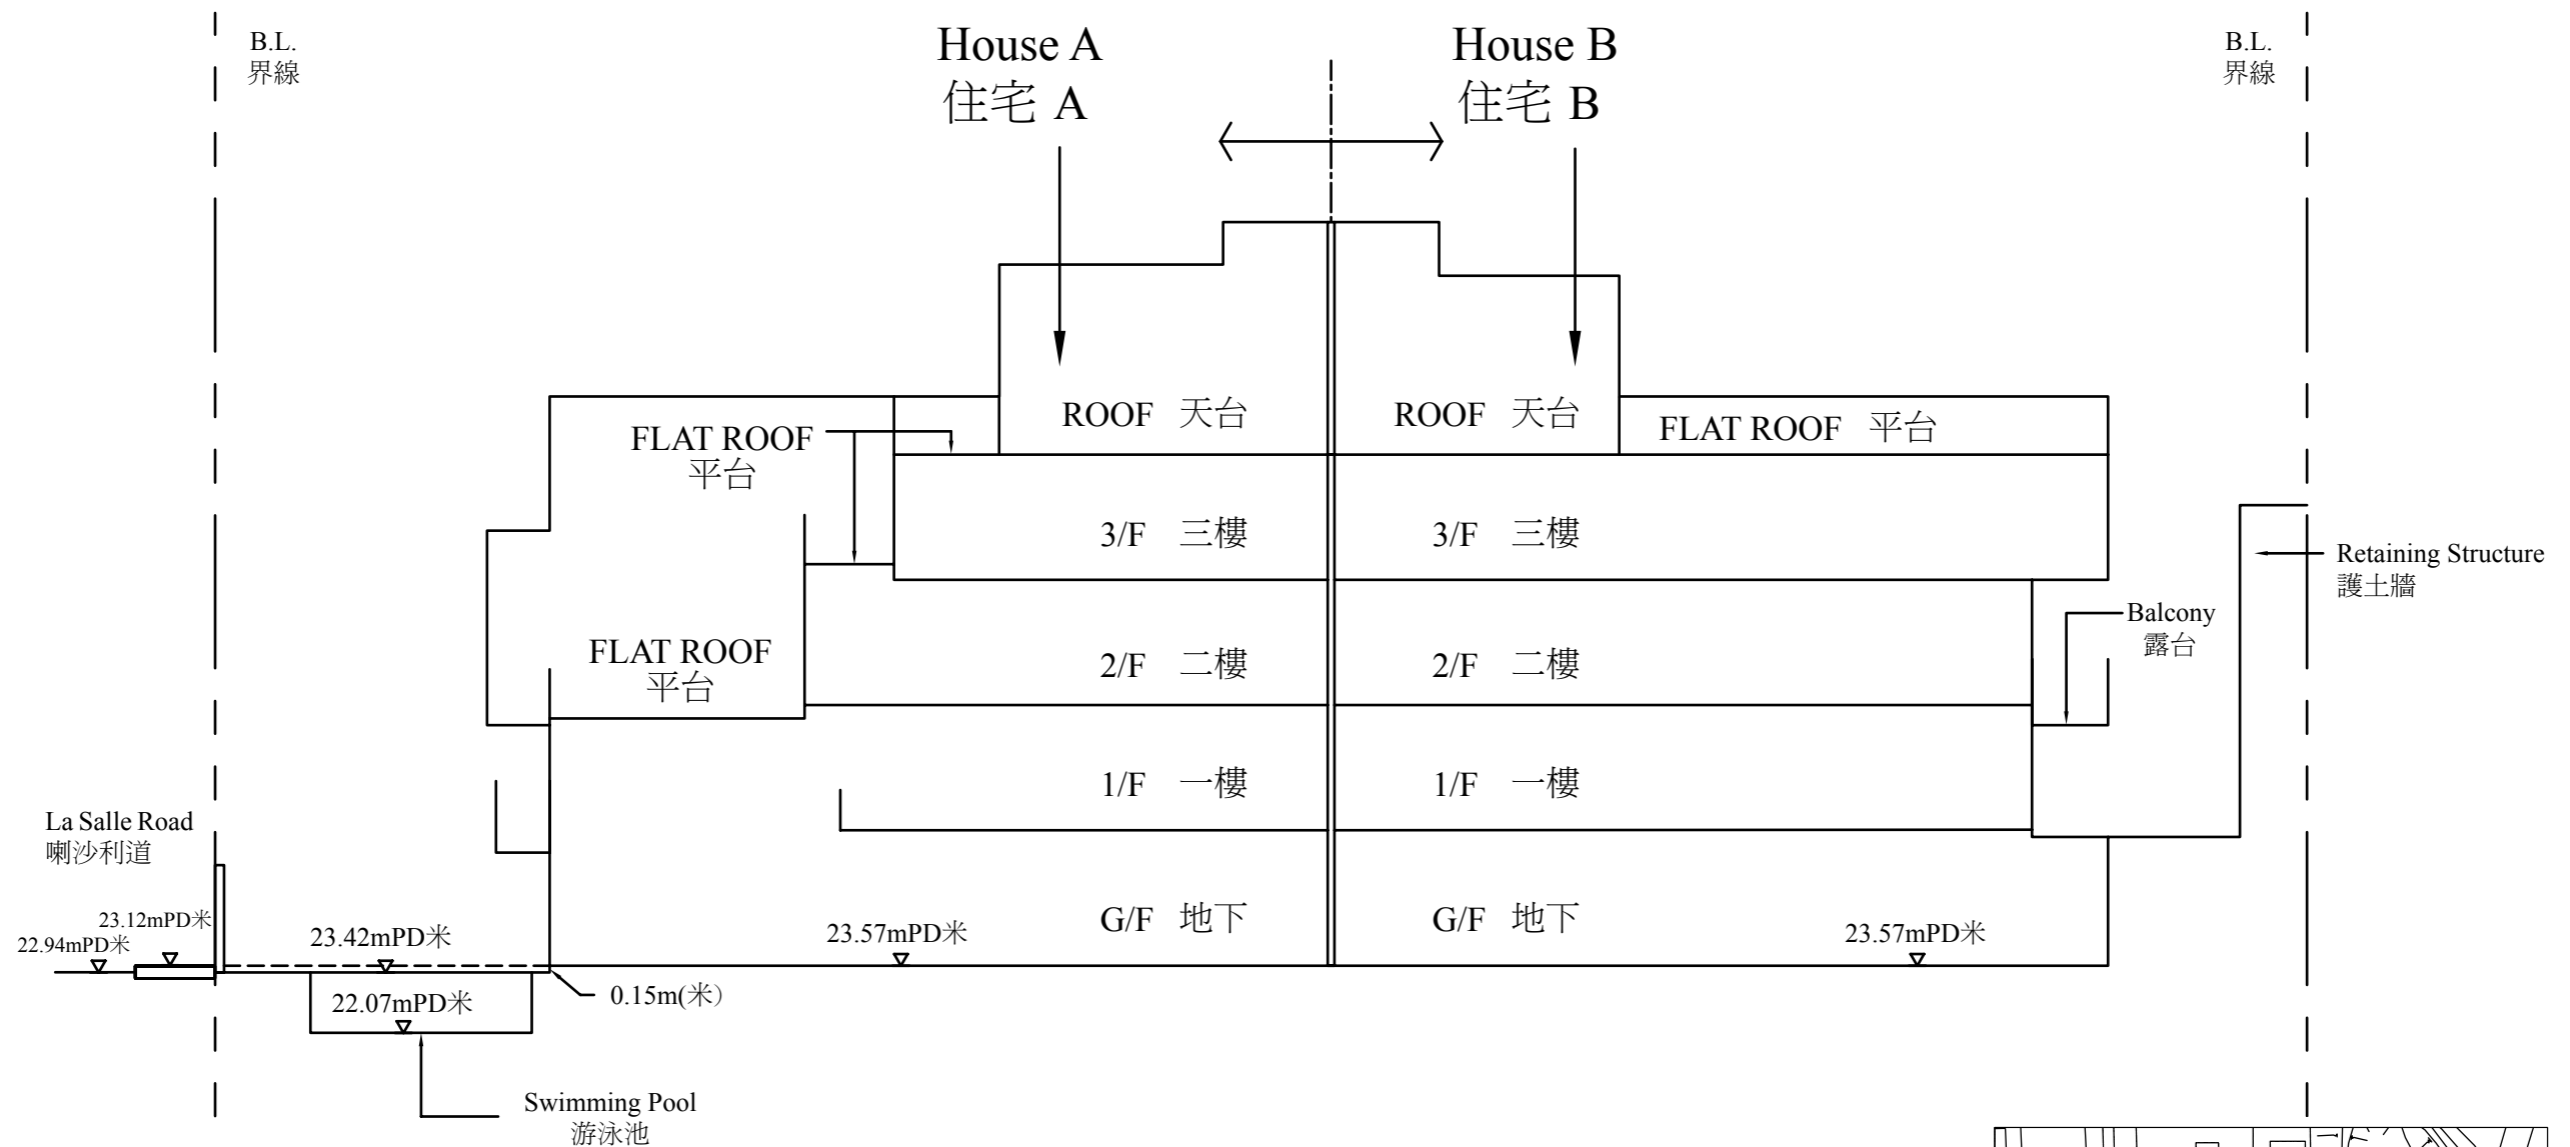 B.L.
界線
House A
住宅 A
House B
住宅 B
B.L.
界線
ROOF 天台
ROOF 天台
FLAT ROOF 平台
FLAT ROOF
平台
3/F 三樓
3/F 三樓
Retaining Structure
護土牆
Balcony
露台
FLAT ROOF
平台
2/F 二樓
2/F 二樓
1/F 一樓
1/F 一樓
La Salle Road
喇沙利道
G/F 地下
G/F 地下
23.12mPD米
22.94mPD米
23.42mPD米
23.57mPD米
23.57mPD米
22.07mPD米
0.15m(米）
Swimming Pool
游泳池